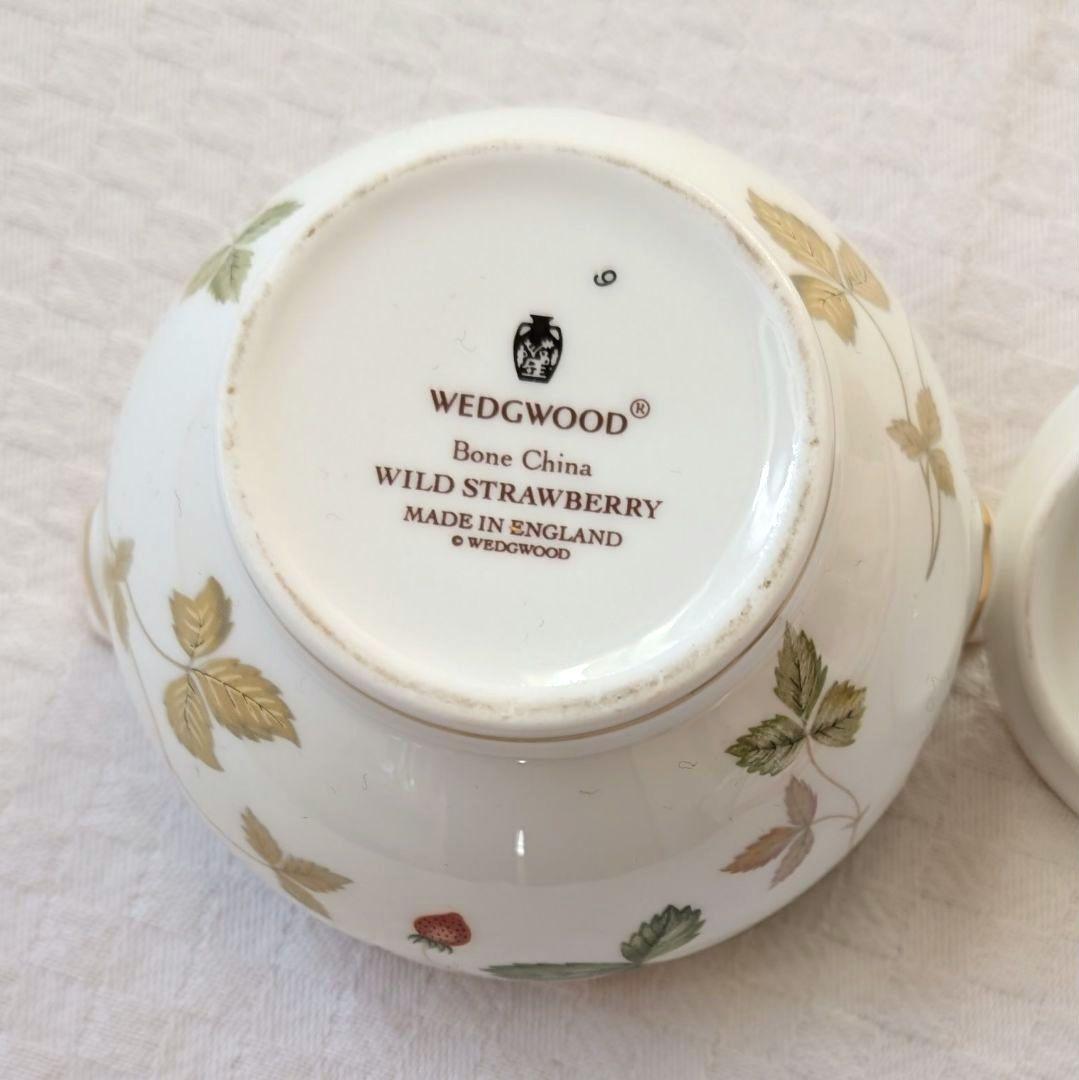 6
WEDGWOOD®
Bone China
WILD STRAWBERRY
MADE IN ENGLAND
© WEDGWOOD